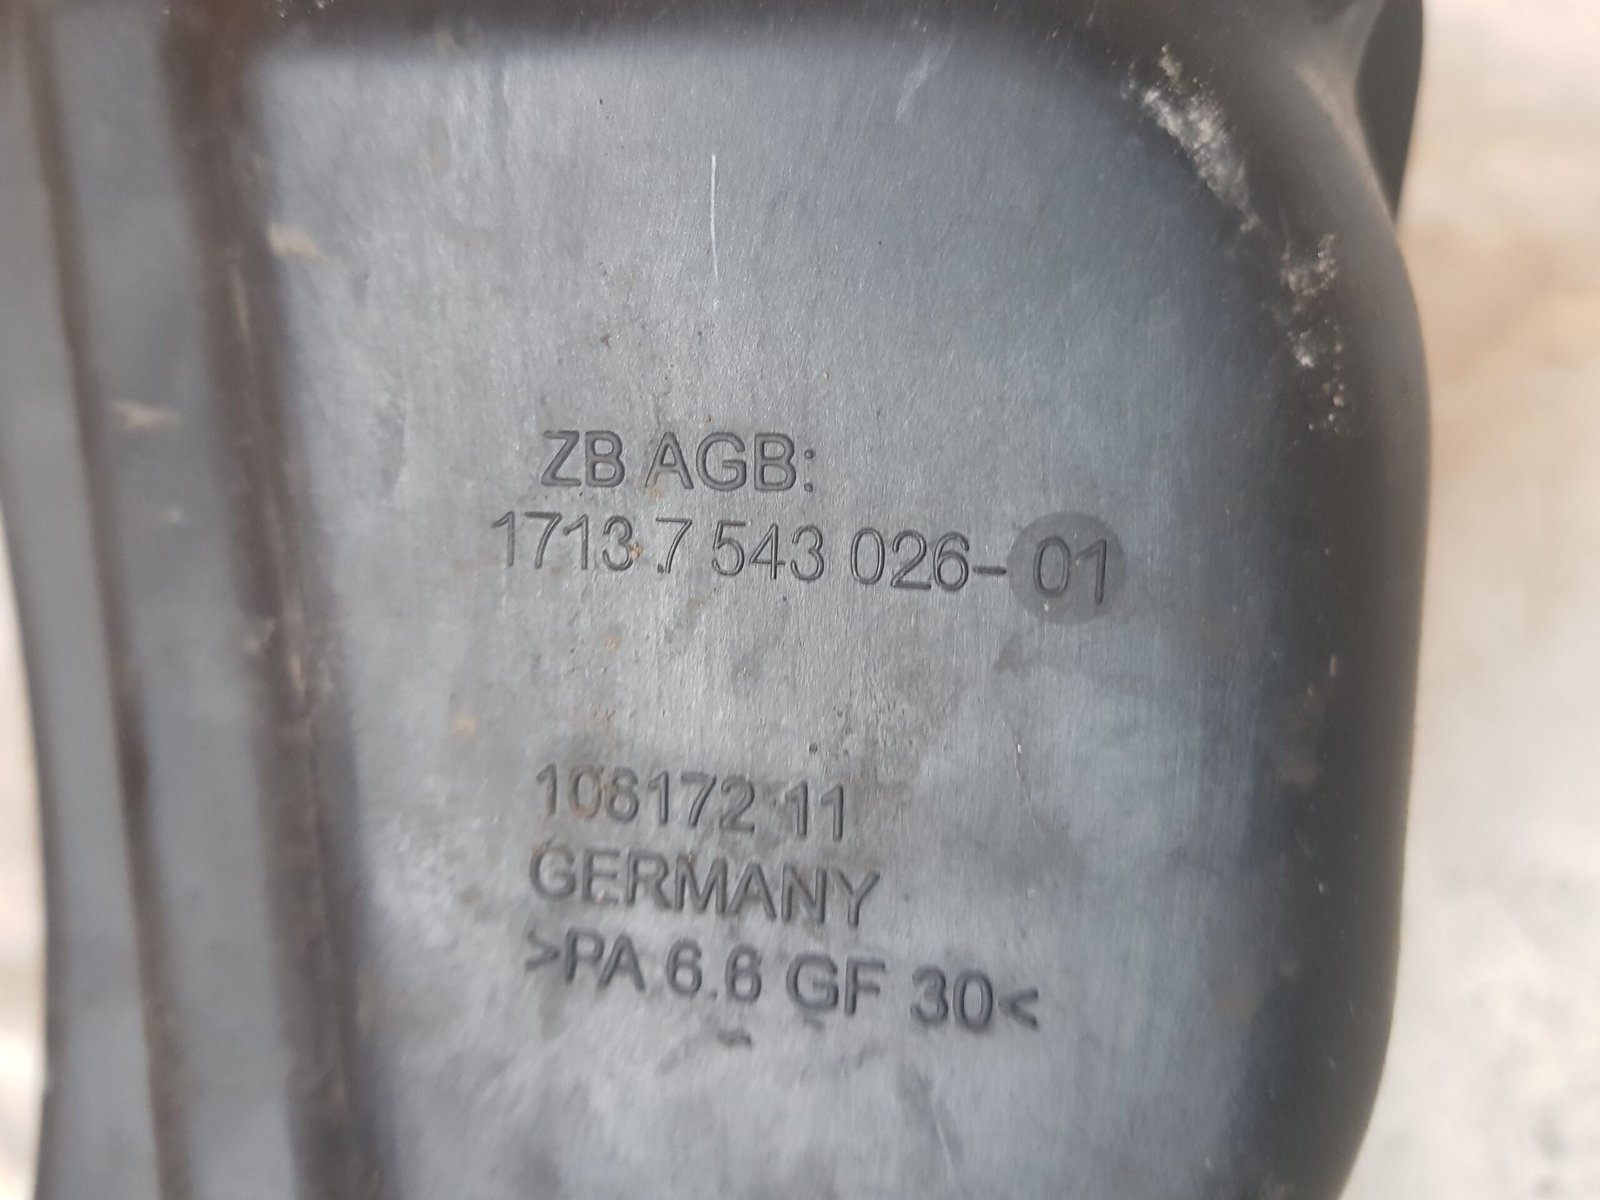 ZB AGB:
1713 7 543 026-01
108172 11
GERMANY
>PA 6.6 GF 30<